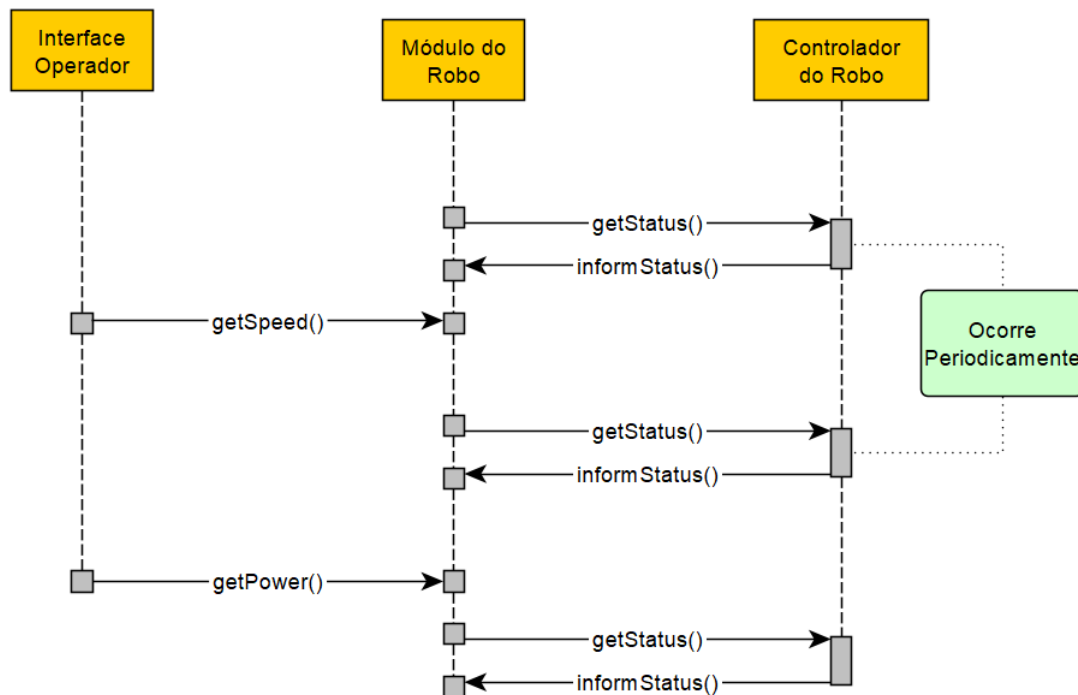 Interface
Operador
Módulo do
Robo
Controlador
do Robo
getStatus()
informStatus()
getSpeed()
Ocorre
Periodicamente
getStatus()
informStatus()
getPower()
getStatus()
informStatus()